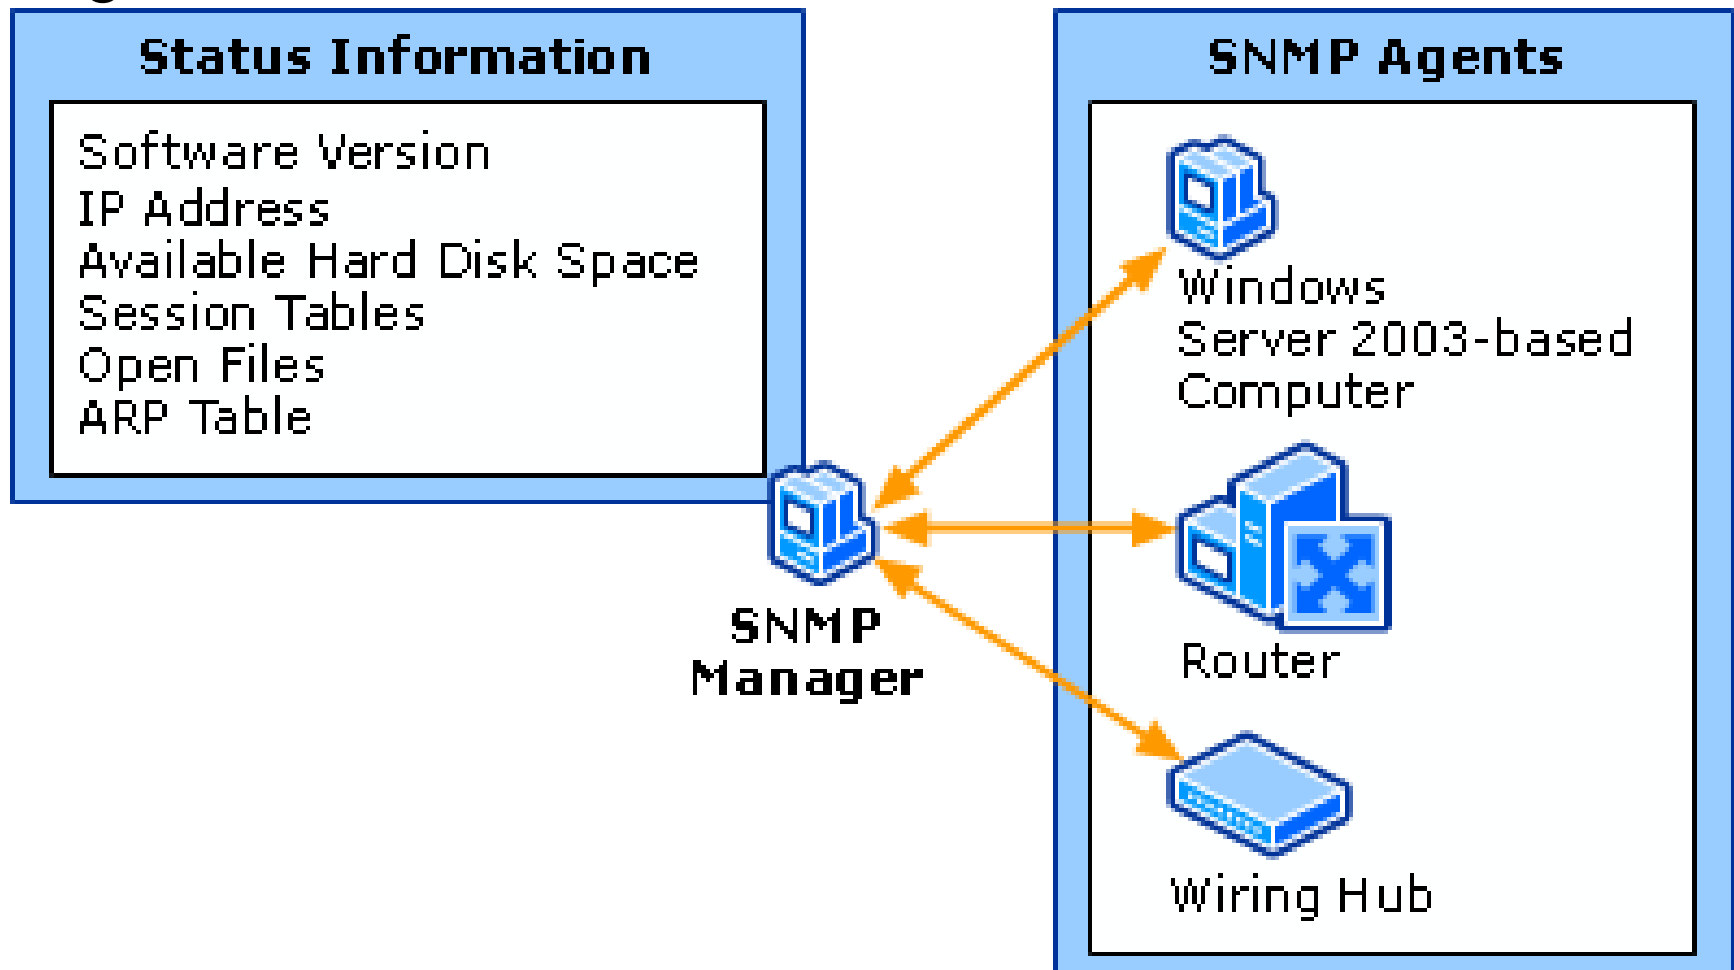 Status Information
Software Version
IP Address
Available Hard Disk Space
Session Tables
Open Files
ARP Table
SNMP
Manager
SNMP Agents
Windows
Server 2003-based
Computer
Router
Wiring Hub